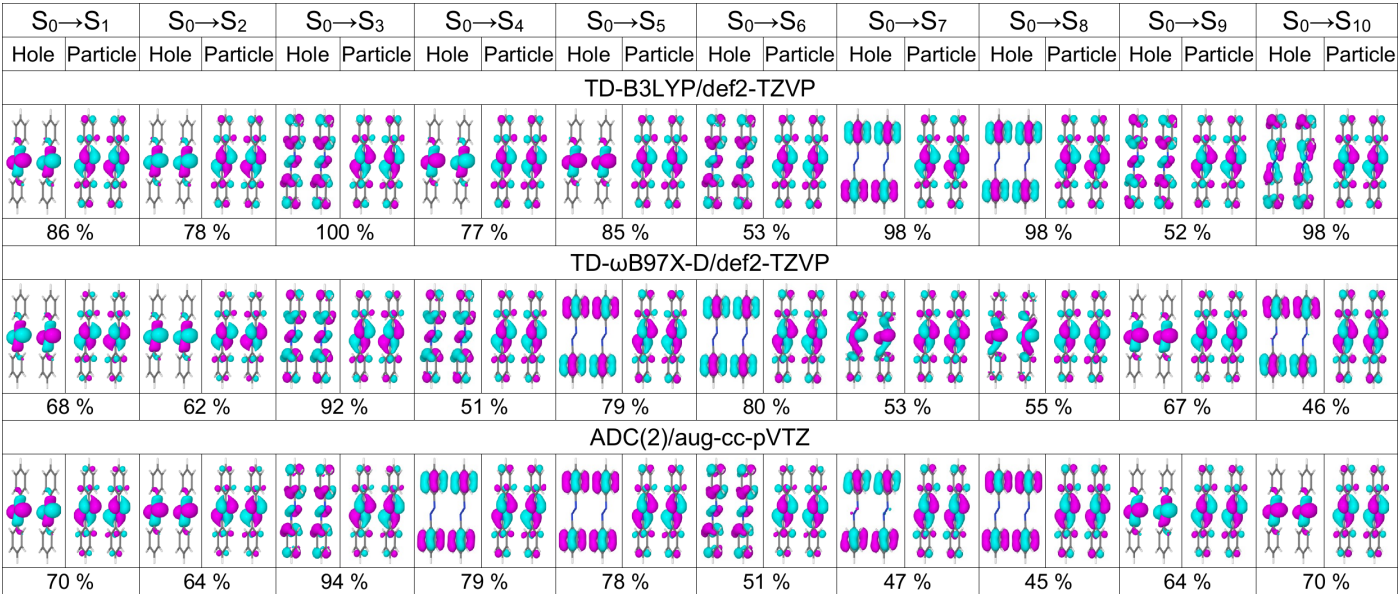 S₀→S₁ S₀→S₂ S₀→S₃ S₀→S₄ S₀→S₅ S₀→S₆ S₀→S₇ S₀→S₈ S₀→S₉ S₀→S₁₀
Hole Particle Hole Particle Hole Particle Hole Particle Hole Particle Hole Particle Hole Particle Hole Particle Hole Particle Hole Particle
TD-B3LYP/def2-TZVP
86 % 78 % 100 % 77 % 85 % 53 % 98 % 98 % 52 % 98 %
TD-ωB97X-D/def2-TZVP
68 % 62 % 92 % 51 % 79 % 80 % 53 % 55 % 67 % 46 %
ADC(2)/aug-cc-pVTZ
70 % 64 % 94 % 79 % 78 % 51 % 47 % 45 % 64 % 70 %